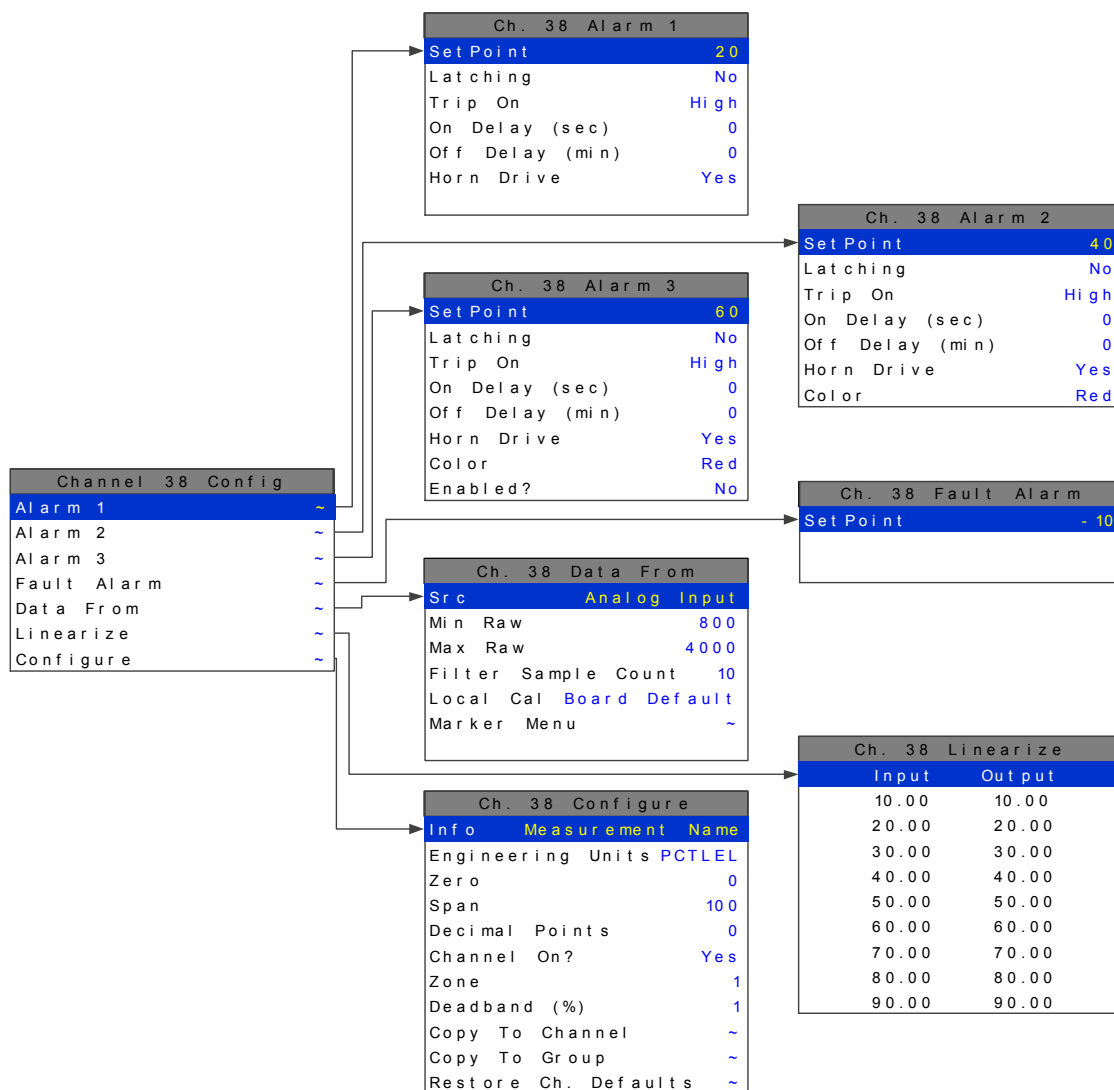 Ch. 38 Alarm 1
SetPoint 20
Latching No
Trip On High
On Delay (sec) 0
Off Delay (min) 0
Horn Drive Yes
Ch. 38 Alarm 2
SetPoint 40
Latching No
Trip On High
On Delay (sec) 0
Off Delay (min) 0
Horn Drive Yes
Color Red
Ch. 38 Alarm 3
SetPoint 60
Latching No
Trip On High
On Delay (sec) 0
Off Delay (min) 0
Horn Drive Yes
Color Red
Enabled? No
Channel 38 Config
Alarm 1 ~
Alarm 2 ~
Alarm 3 ~
Fault Alarm ~
Data From ~
Linearize ~
Configure ~
Ch. 38 Fault Alarm
SetPoint -10
Ch. 38 Data From
Src Analog Input
Min Raw 800
Max Raw 4000
Filter Sample Count 10
Local Cal Board Default
Marker Menu ~
Ch. 38 Linearize
Input Output
10.00 10.00
20.00 20.00
30.00 30.00
40.00 40.00
50.00 50.00
60.00 60.00
70.00 70.00
80.00 80.00
90.00 90.00
Ch. 38 Configure
Info Measurement Name
Engineering Units PCTLEL
Zero 0
Span 100
Decimal Points 0
Channel On? Yes
Zone 1
Deadband (%) 1
Copy To Channel ~
Copy To Group ~
Restore Ch. Defaults ~